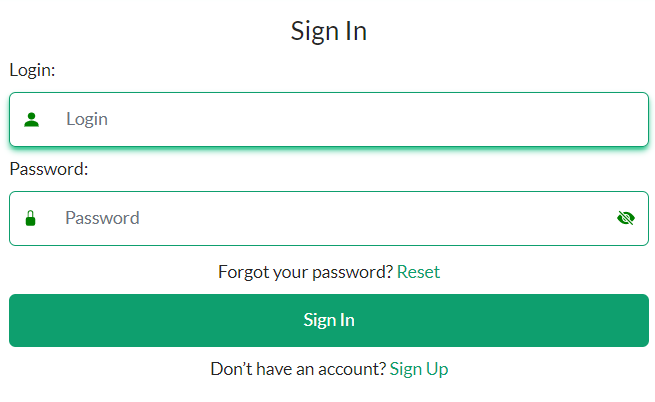 Sign In
Login:
Login
Password:
Password
Forgot your password? Reset
Sign In
Don’t have an account? Sign Up